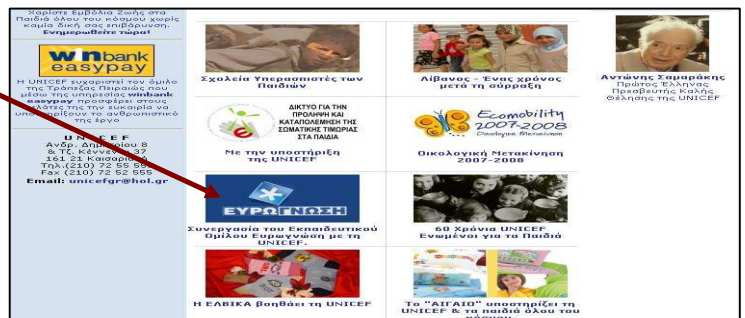 Χαρίστε Εμβόλια Ζωής στα
Παιδιά όλου του κόσμου χωρίς
καμία δική σας επιβάρυνση.
Ενημερωθείτε τώρα!
winbank
easypay
Η UNICEF ευχαριστεί τον όμιλο
της Τράπεζας Πειραιώς που
μέσω της υπηρεσίας winbank
easypay προσφέρει στους
πελάτες της την ευκαιρία να
υποστηρίξουν το ανθρωπιστικό
της έργο
UNICEF
Ανδρ. Δημητρίου 8
& Τζ. Κέννεντυ 37
161 21 Καισαριανή
Τηλ.(210) 72 55 555
Fax (210) 72 52 555
Email: unicefgr@hol.gr
Σχολεία Υπερασπιστές των
Παιδιών
Λίβανος - Ένας χρόνος
μετά τη σύρραξη
Αντώνης Σαμαράκης
Πρώτος Έλληνας
Πρεσβευτής Καλής
Θέλησης της UNICEF
ΔΙΚΤΥΟ ΓΙΑ ΤΗΝ
ΠΡΟΛΗΨΗ ΚΑΙ
ΚΑΤΑΠΟΛΕΜΗΣΗ ΤΗΣ
ΣΩΜΑΤΙΚΗΣ ΤΙΜΩΡΙΑΣ
ΣΤΑ ΠΑΙΔΙΑ
Με την υποστήριξη
της UNICEF
Ecomobility
2007-2008
Οικολογική Μετακίνηση
Οικολογική Μετακίνηση
2007-2008
ΕΥΡΩΓΝΩΣΗ
Συνεργασία του Εκπαιδευτικού
Ομίλου Ευρωγνώση με τη
UNICEF.
60 Χρόνια UNICEF
Ενωμένοι για τα Παιδιά
Η ΕΛΒΙΚΑ βοηθάει τη UNICEF
Το "ΑΙΓΑΙΟ" υποστηρίζει τη
UNICEF & τα παιδιά όλου του
κόσμου